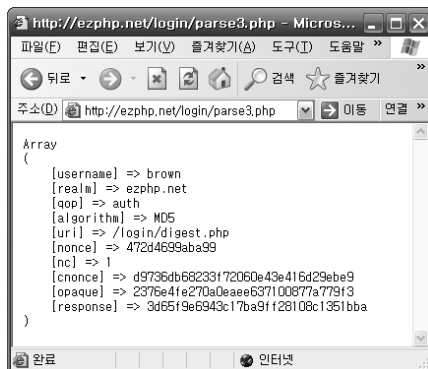 http://ezphp.net/login/parse3.php - Micros...
파일(F) 편집(E) 보기(V) 즐겨찾기(A) 도구(T) 도움말 »
뒤로 검색 즐겨찾기 »
주소(D) http://ezphp.net/login/parse3.php 이동 연결 »
Array
(
[username] => brown
[realm] => ezphp.net
[qop] => auth
[algorithm] => MD5
[uri] => /login/digest.php
[nonce] => 472d4699aba99
[nc] => 1
[cnonce] => d9736db68233f72060e43e416d29ebe9
[opaque] => 2376e4fe270a0eaee637100877a779f3
[response] => 3d65f9e6943c17ba9ff28108c1351bba
)
완료 인터넷